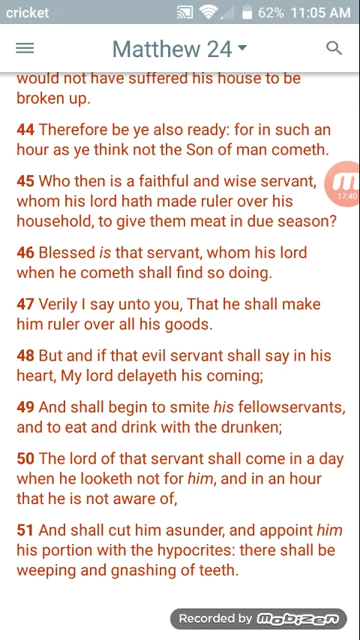 cricket 62% 11:05 AM
Matthew 24
would not have suffered his house to be
broken up.
44 Therefore be ye also ready: for in such an
hour as ye think not the Son of man cometh.
45 Who then is a faithful and wise servant,
whom his lord hath made ruler over his
household, to give them meat in due season?
17:40
46 Blessed is that servant, whom his lord
when he cometh shall find so doing.
47 Verily I say unto you, That he shall make
him ruler over all his goods.
48 But and if that evil servant shall say in his
heart, My lord delayeth his coming;
49 And shall begin to smite his fellowservants,
and to eat and drink with the drunken;
50 The lord of that servant shall come in a day
when he looketh not for him, and in an hour
that he is not aware of,
51 And shall cut him asunder, and appoint him
his portion with the hypocrites: there shall be
weeping and gnashing of teeth.
Recorded by mobizen